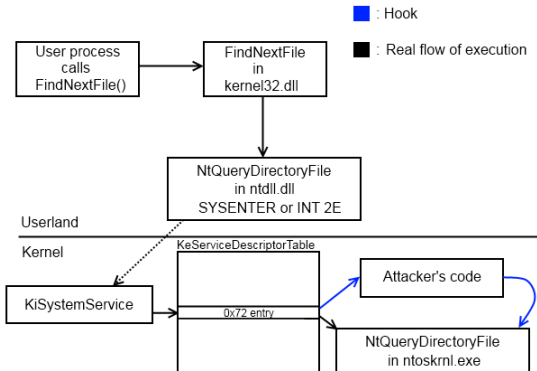 : Hook
: Real flow of execution
User process
calls
FindNextFile()
FindNextFile
in
kernel32.dll
NtQueryDirectoryFile
in ntdll.dll
SYSENTER or INT 2E
Userland
Kernel
KeServiceDescriptorTable
KiSystemService
0x72 entry
Attacker's code
NtQueryDirectoryFile
in ntoskrnl.exe